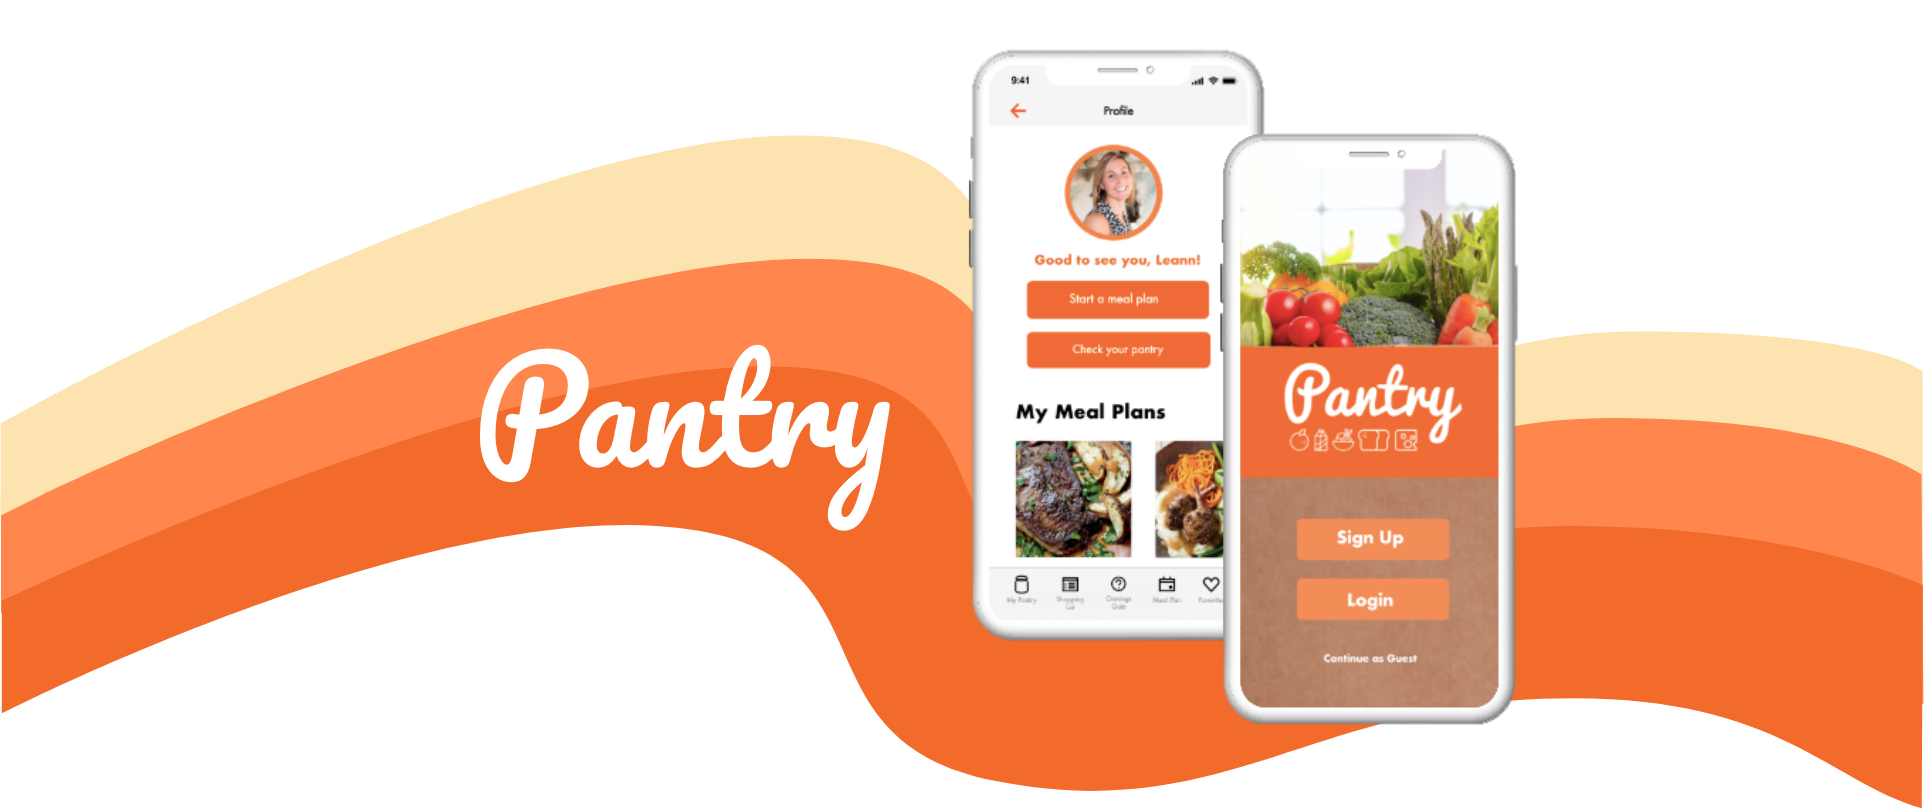 Pantry
9:41
Profile
Good to see you, Leann!
Start a meal plan
Check your pantry
My Meal Plans
My Pantry
Shopping
List
Cravings
Quiz
Meal Plan
Favorites
Pantry
Sign Up
Login
Continue as Guest